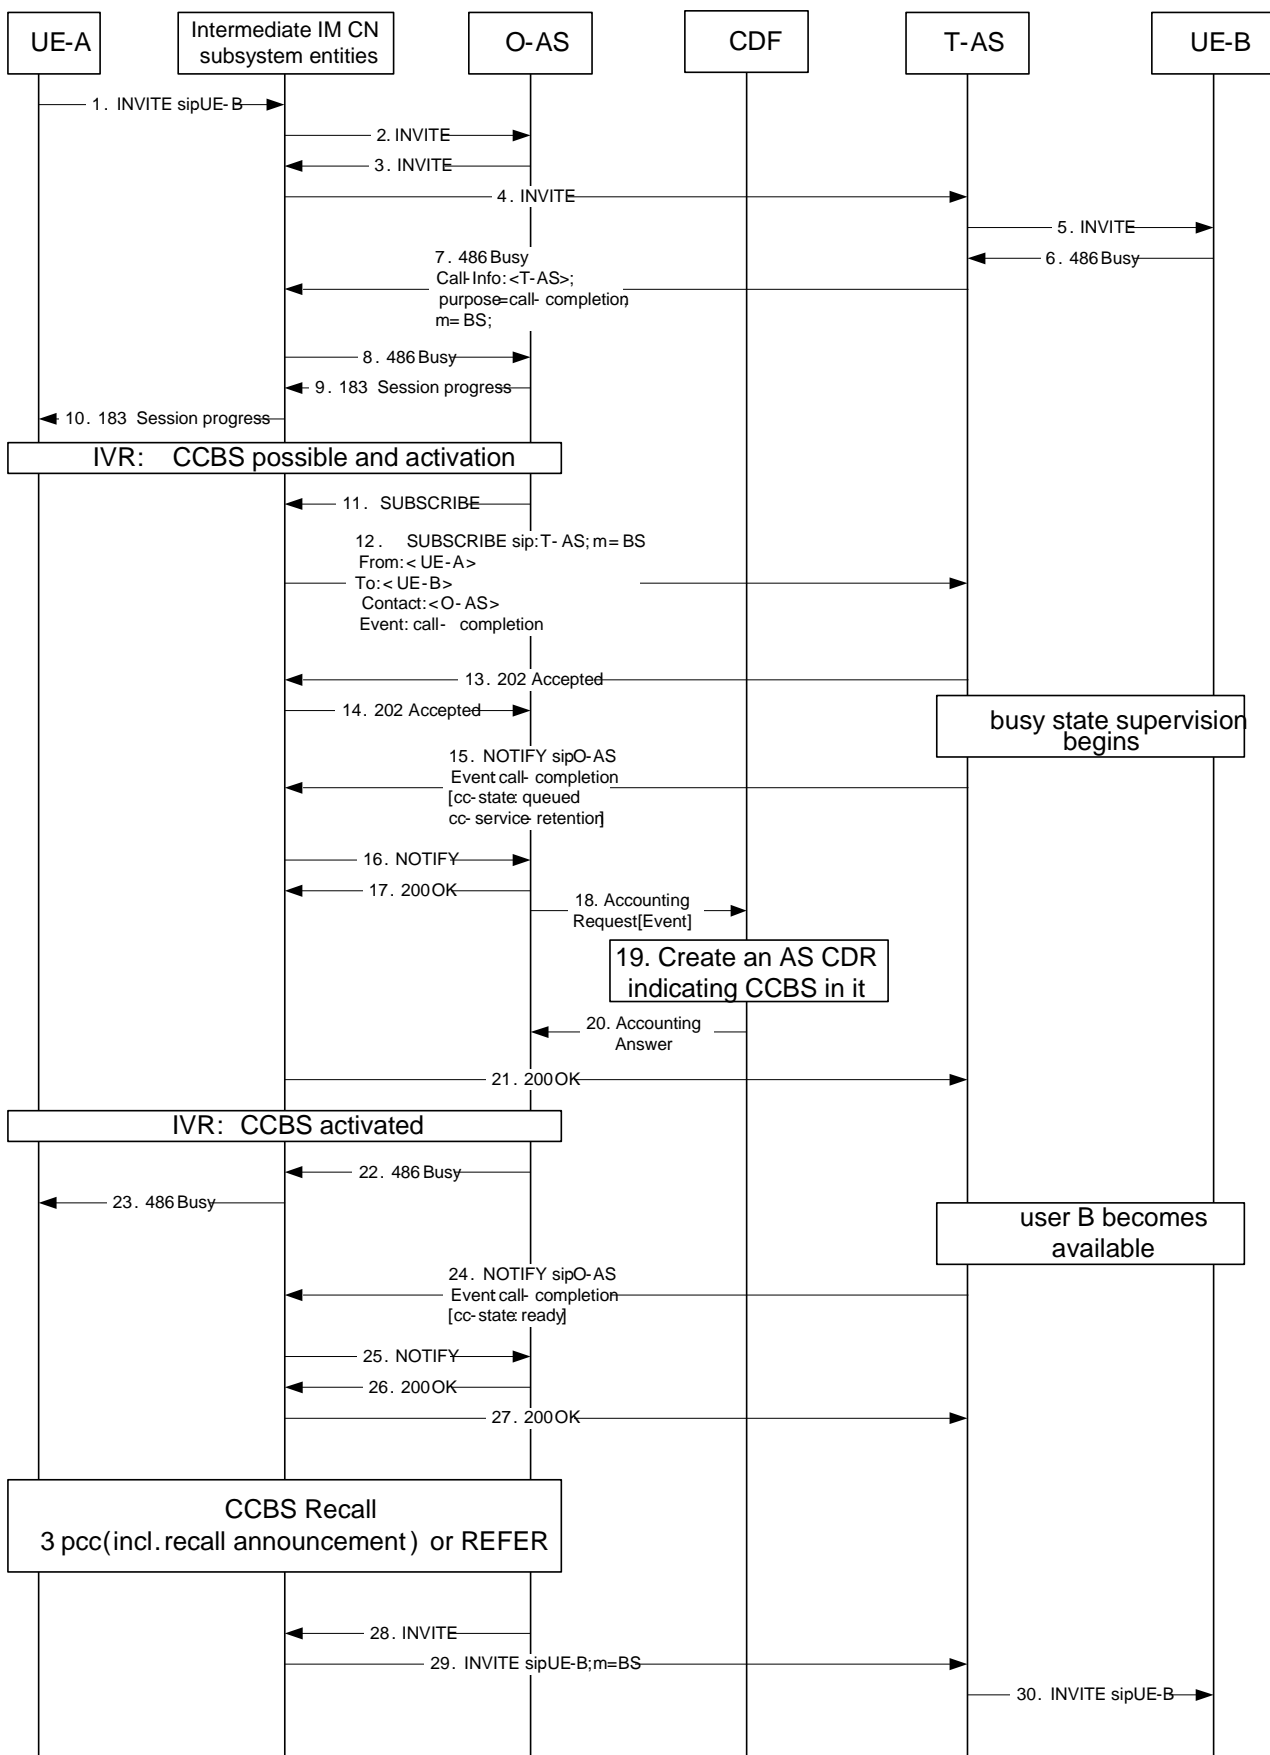 UE-A
Intermediate IM CN
subsystem entities
O-AS
CDF
T-AS
UE-B
1. INVITE sipUE-B
2. INVITE
3. INVITE
4. INVITE
5. INVITE
6. 486 Busy
7. 486 Busy
Call-Info:<T-AS>;
purpose=call- completion;
m=BS;
8. 486 Busy
9. 183 Session progress
10. 183 Session progress
IVR: CCBS possible and activation
11. SUBSCRIBE
12. SUBSCRIBE sip:T-AS;m=BS
From:<UE-A>
To:<UE-B>
Contact:<O-AS>
Event: call- completion
13. 202 Accepted
14. 202 Accepted
busy state supervision
begins
15. NOTIFY sipO-AS
Event:call- completion
[cc-state: queued
cc- service- retention]
16. NOTIFY
17. 200 OK
18. Accounting
Request[Event]
19. Create an AS CDR
indicating CCBS in it
20. Accounting
Answer
21. 200 OK
IVR: CCBS activated
22. 486 Busy
23. 486 Busy
user B becomes
available
24. NOTIFY sipO-AS
Event:call- completion
[cc-state: ready]
25. NOTIFY
26. 200 OK
27. 200 OK
CCBS Recall
3 pcc(incl.recall announcement) or REFER
28. INVITE
29. INVITE sipUE-B;m=BS
30. INVITE sipUE-B